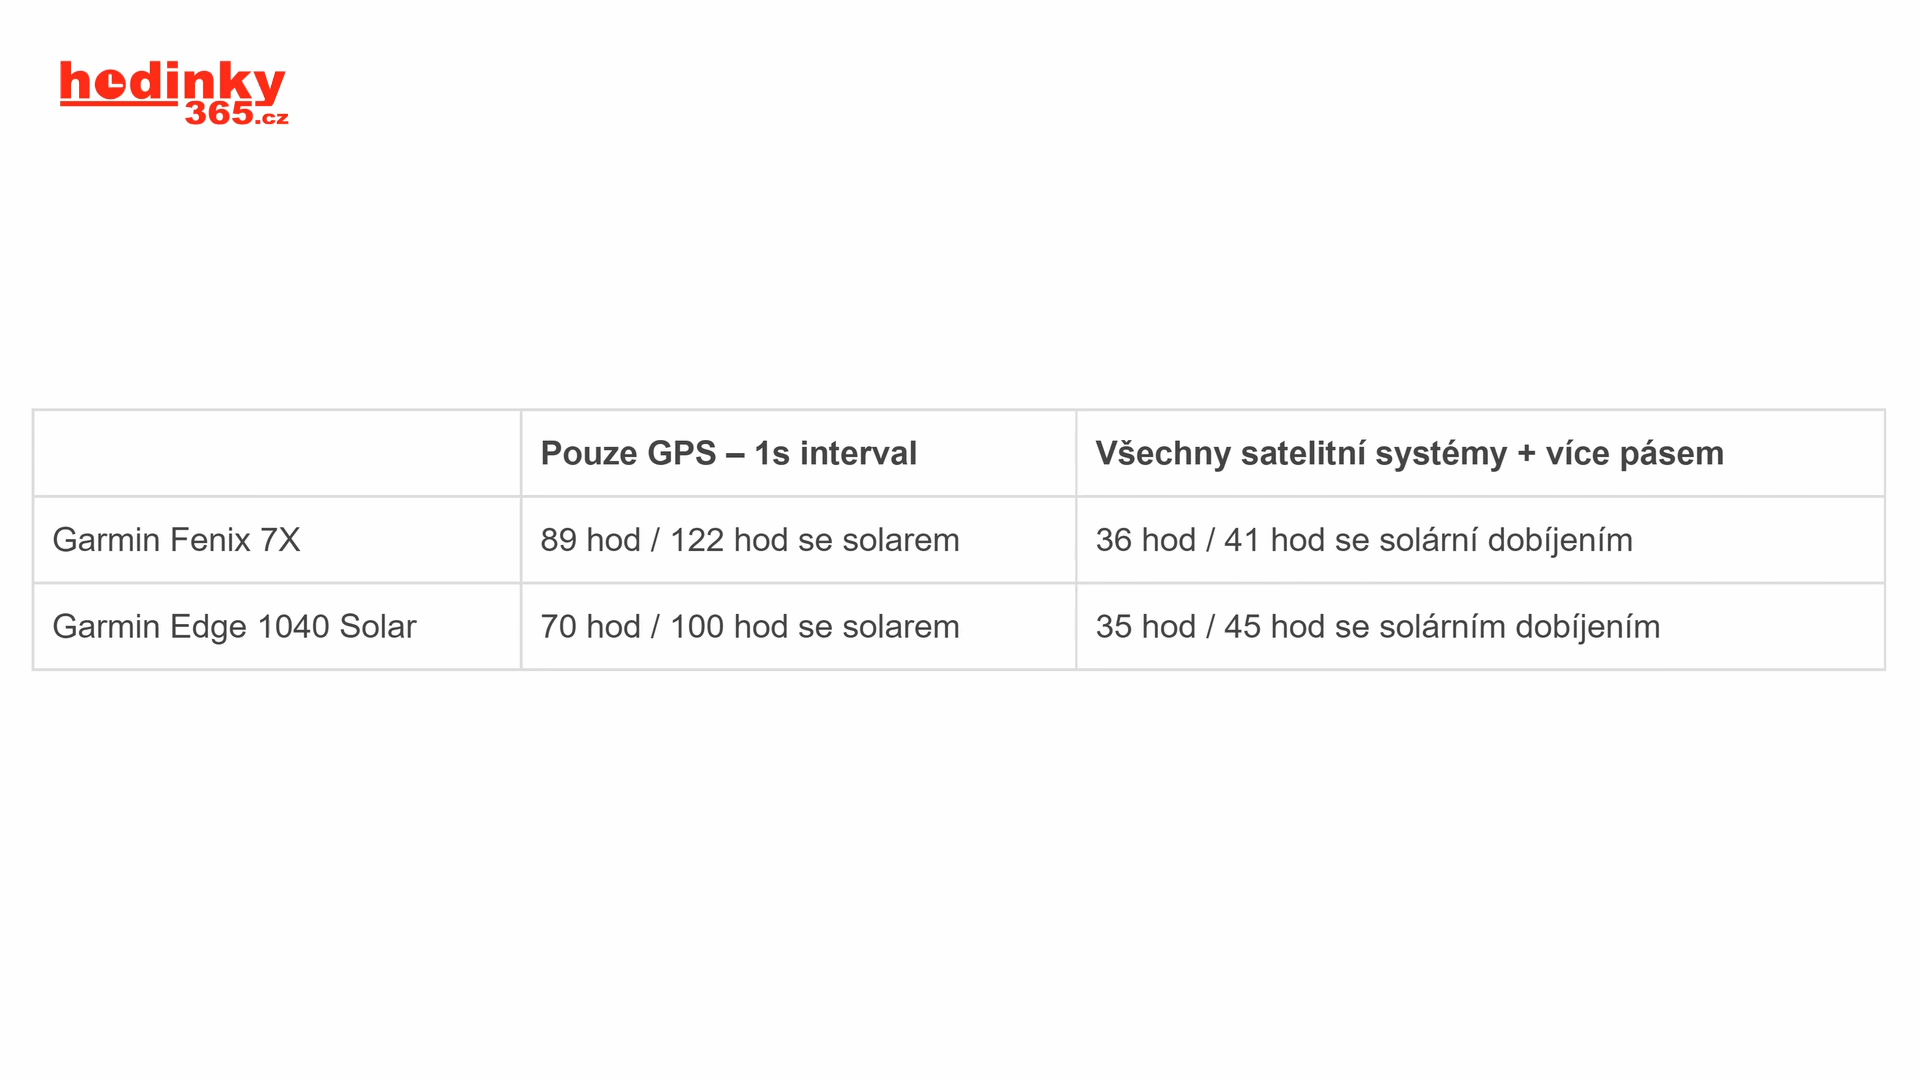 hodinky
365.cz
Pouze GPS – 1s interval
Všechny satelitní systémy + více pásem
Garmin Fenix 7X
89 hod / 122 hod se solarem
36 hod / 41 hod se solární dobíjením
Garmin Edge 1040 Solar
70 hod / 100 hod se solarem
35 hod / 45 hod se solárním dobíjením